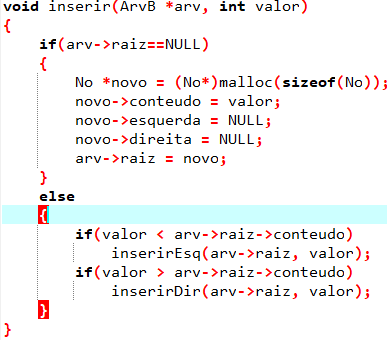 void inserir(ArvB *arv, int valor)
{
    if(arv->raiz==NULL)
    {
        No *novo = (No*)malloc(sizeof(No));
        novo->conteudo = valor;
        novo->esquerda = NULL;
        novo->direita = NULL;
        arv->raiz = novo;
    }
    else
    {
        if(valor < arv->raiz->conteudo)
            inserirEsq(arv->raiz, valor);
        if(valor > arv->raiz->conteudo)
            inserirDir(arv->raiz, valor);
    }
}